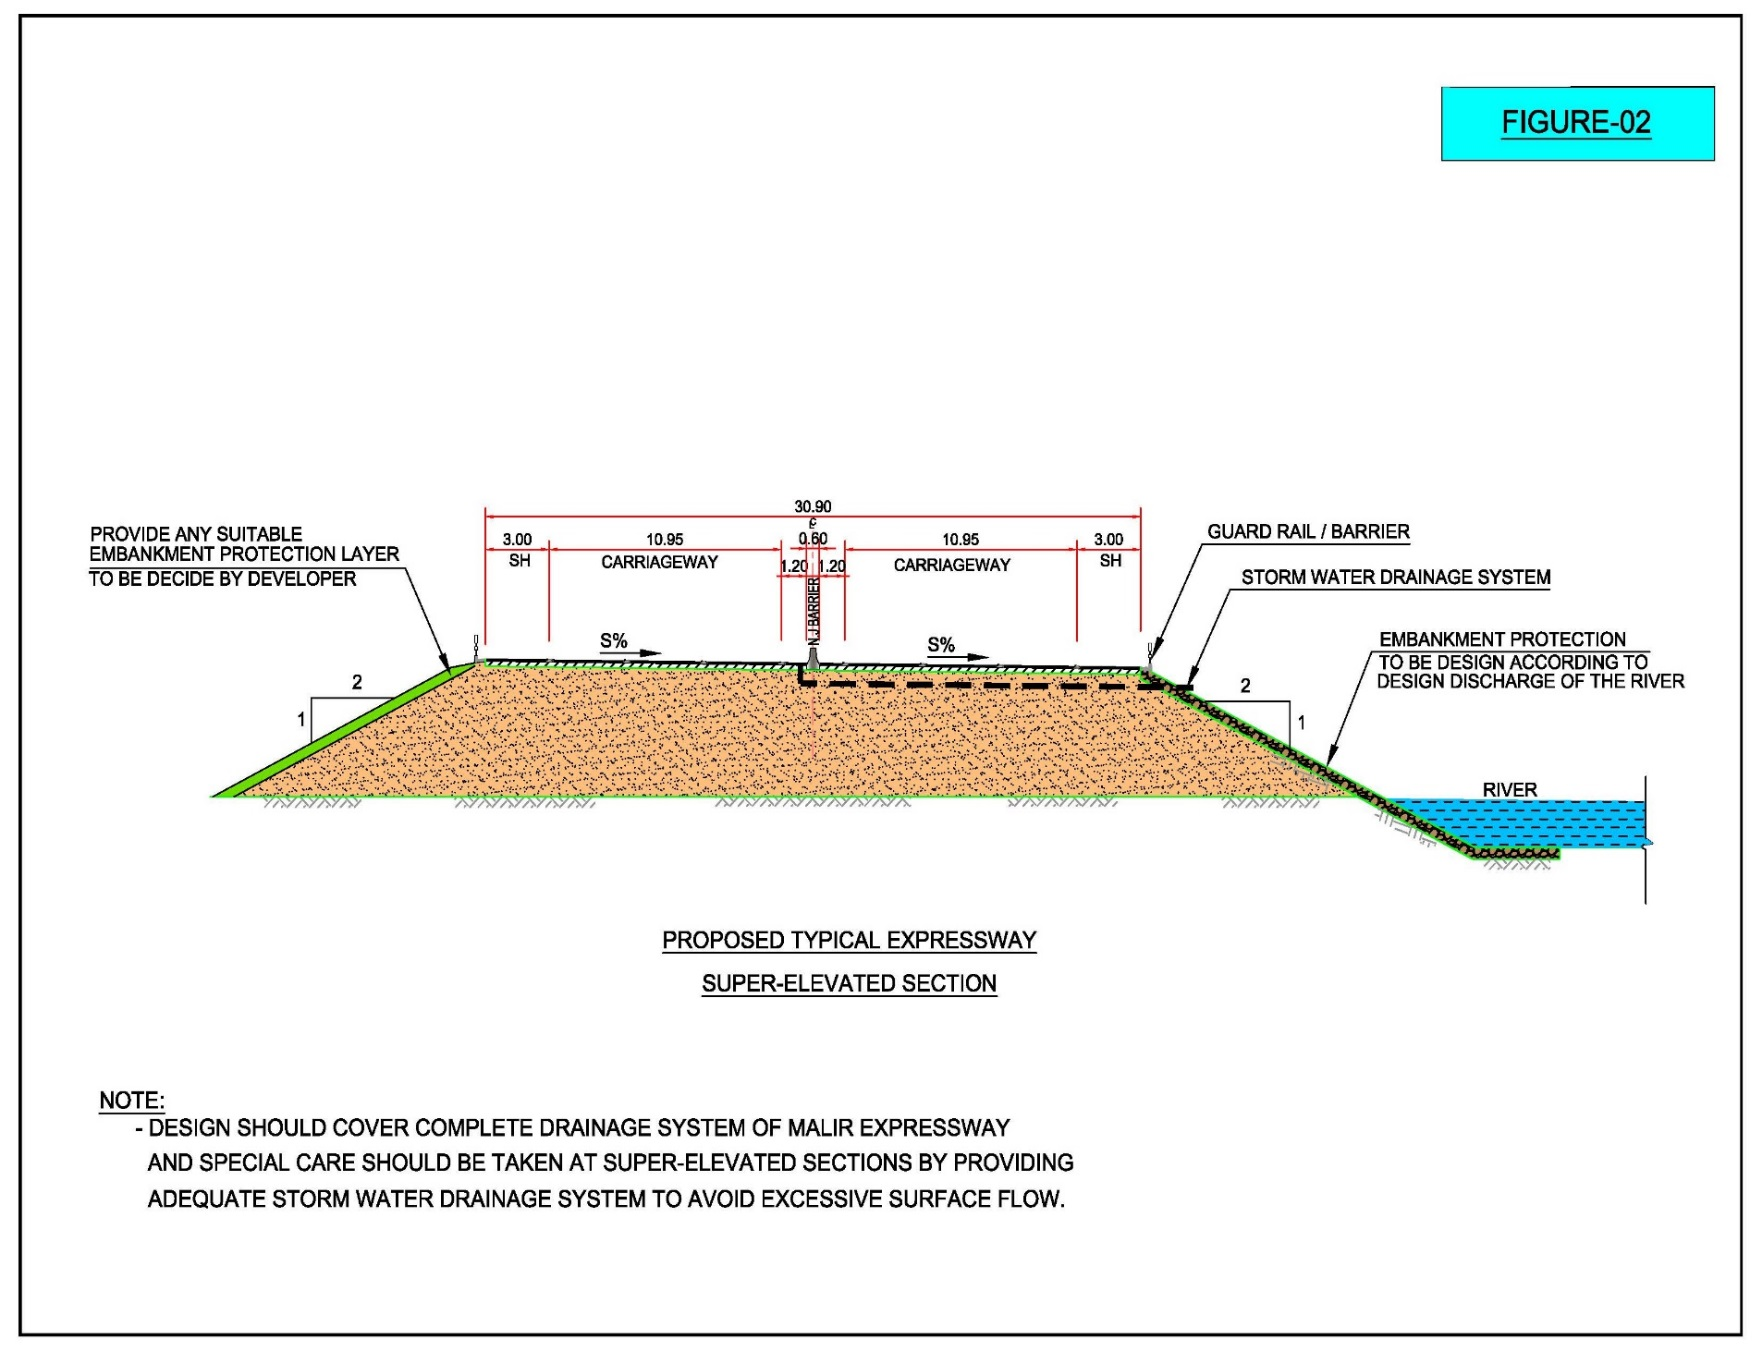 FIGURE-02
30.90
PROVIDE ANY SUITABLE
EMBANKMENT PROTECTION LAYER
TO BE DECIDE BY DEVELOPER
3.00
SH
10.95
CARRIAGEWAY
0.60
1.20
1.20
N.J BARRIER
10.95
CARRIAGEWAY
3.00
SH
GUARD RAIL / BARRIER
STORM WATER DRAINAGE SYSTEM
EMBANKMENT PROTECTION
TO BE DESIGN ACCORDING TO
DESIGN DISCHARGE OF THE RIVER
S%
S%
2
1
2
1
RIVER
PROPOSED TYPICAL EXPRESSWAY
SUPER-ELEVATED SECTION
NOTE:
- DESIGN SHOULD COVER COMPLETE DRAINAGE SYSTEM OF MALIR EXPRESSWAY
AND SPECIAL CARE SHOULD BE TAKEN AT SUPER-ELEVATED SECTIONS BY PROVIDING
ADEQUATE STORM WATER DRAINAGE SYSTEM TO AVOID EXCESSIVE SURFACE FLOW.